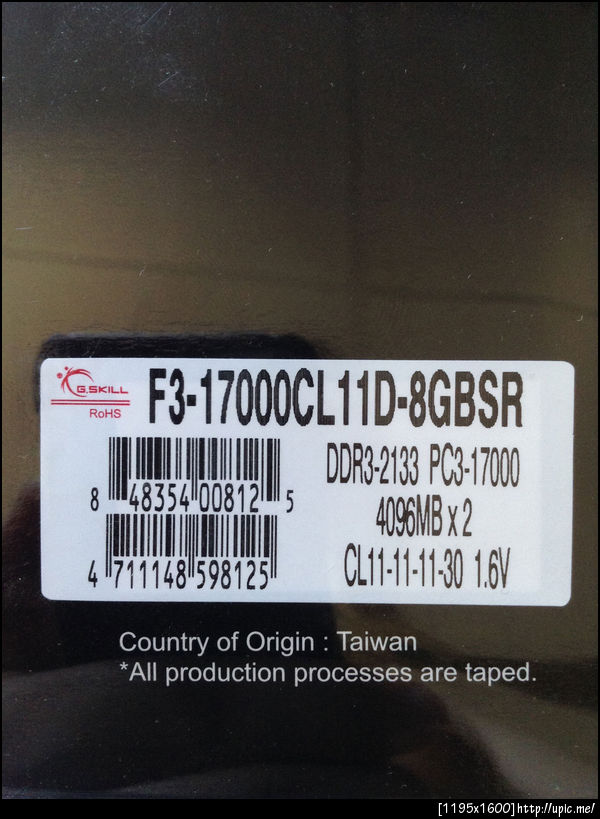 G.SKILL
RoHS
F3-17000CL11D-8GBSR
8 48354 00812 5
4 711148 598125
DDR3-2133 PC3-17000
4096MB x 2
CL11-11-11-30 1.6V
Country of Origin : Taiwan
*All production processes are taped.
[1195x1600]http://upic.me/